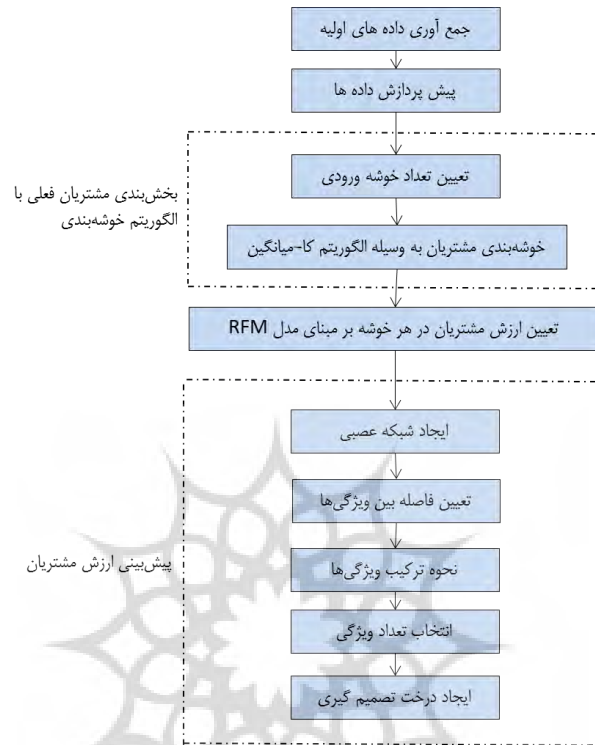 جمع آوری داده های اولیه
پیش پردازش داده ها
تعیین تعداد خوشه ورودی
بخش‌بندی مشتریان فعلی با
الگوریتم خوشه‌بندی
خوشه‌بندی مشتریان به وسیله الگوریتم کا-میانگین
تعیین ارزش مشتریان در هر خوشه بر مبنای مدل RFM
ایجاد شبکه عصبی
تعیین فاصله بین ویژگی‌ها
پیش‌بینی ارزش مشتریان
نحوه ترکیب ویژگی‌ها
انتخاب تعداد ویژگی
ایجاد درخت تصمیم گیری